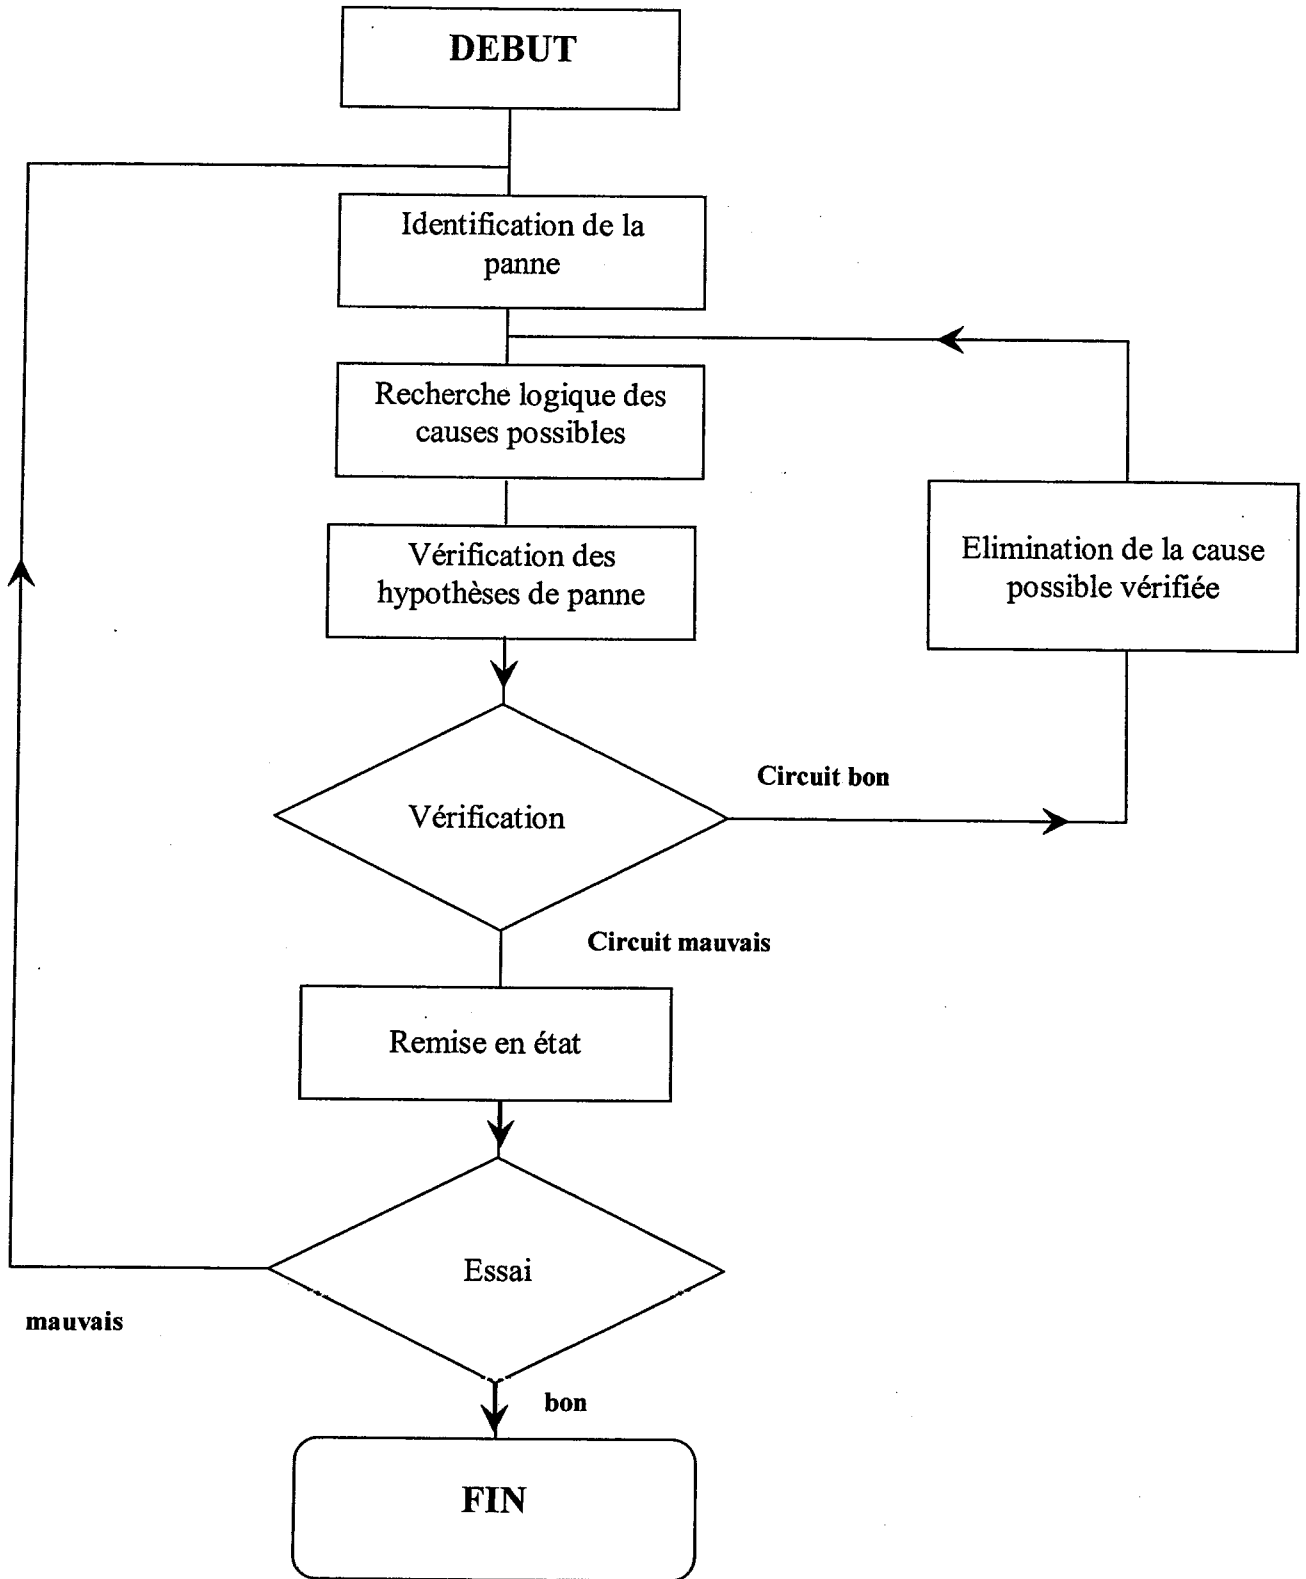 DEBUT
Identification de la
panne
Recherche logique des
causes possibles
Vérification des
hypothèses de panne
Elimination de la cause
possible vérifiée
Circuit bon
Vérification
Circuit mauvais
Remise en état
Essai
mauvais
bon
FIN